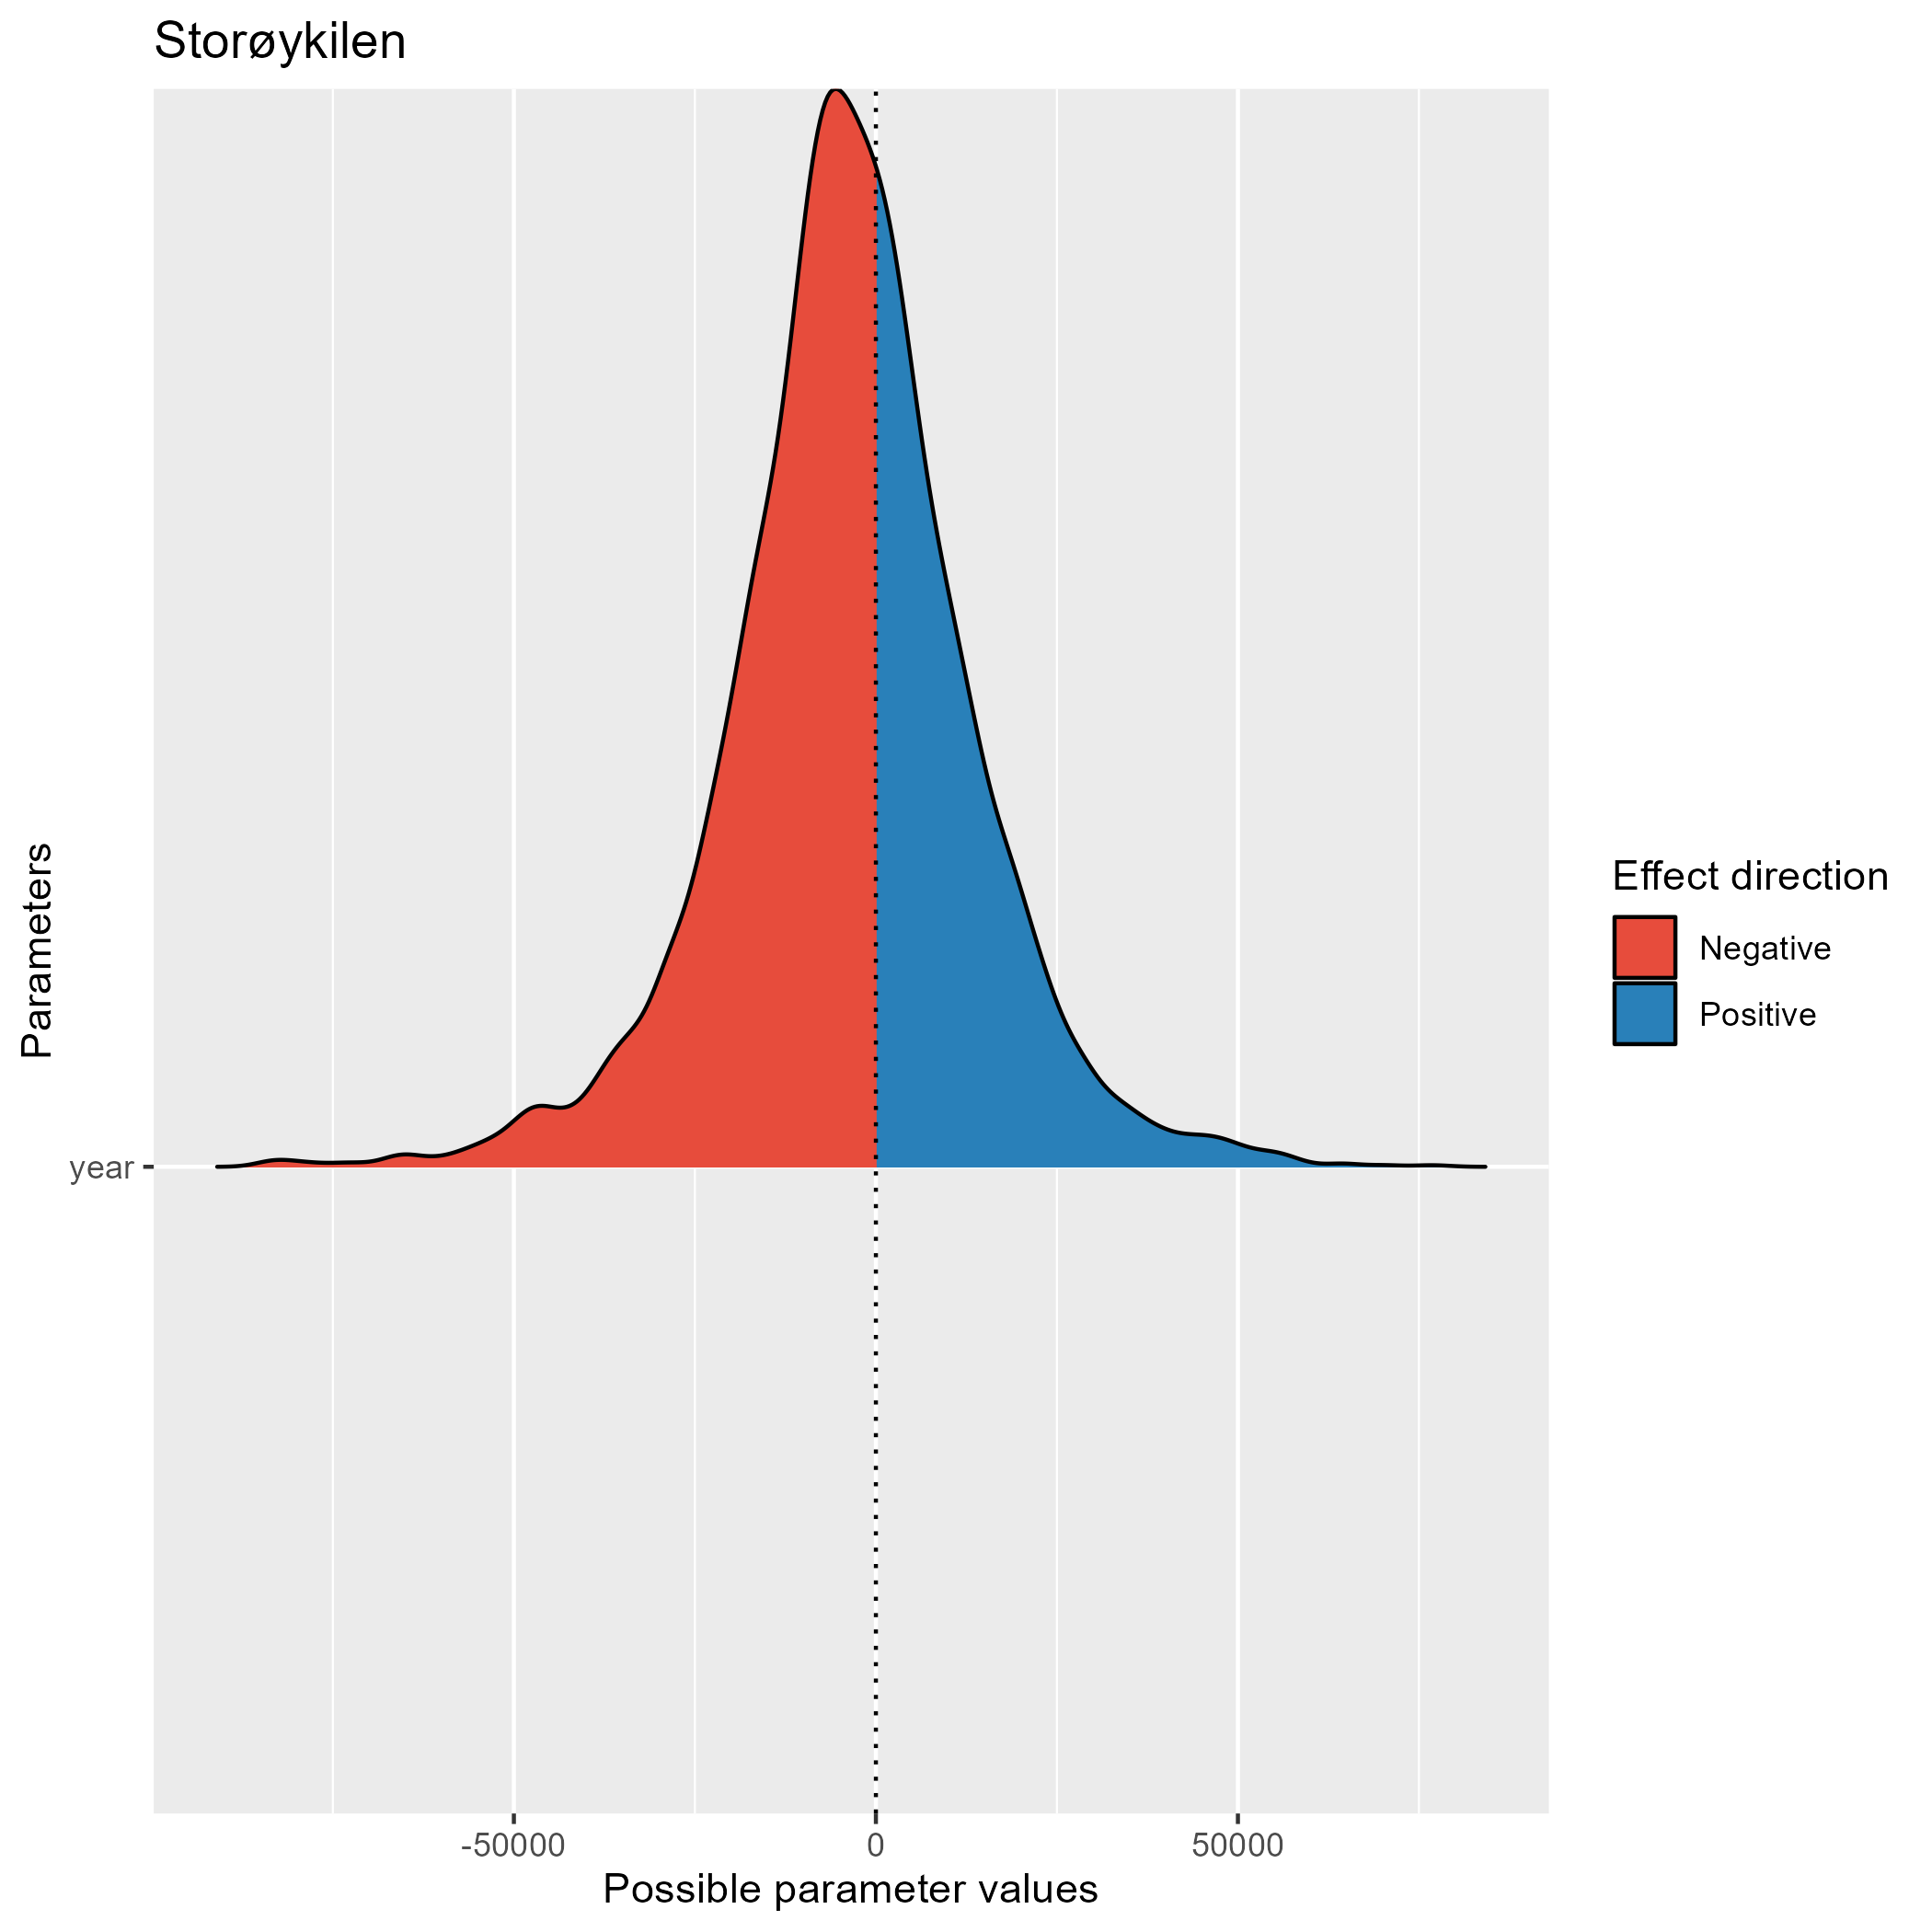 Storøykilen
Parameters
year
-50000
0
50000
Possible parameter values
Effect direction
Negative
Positive